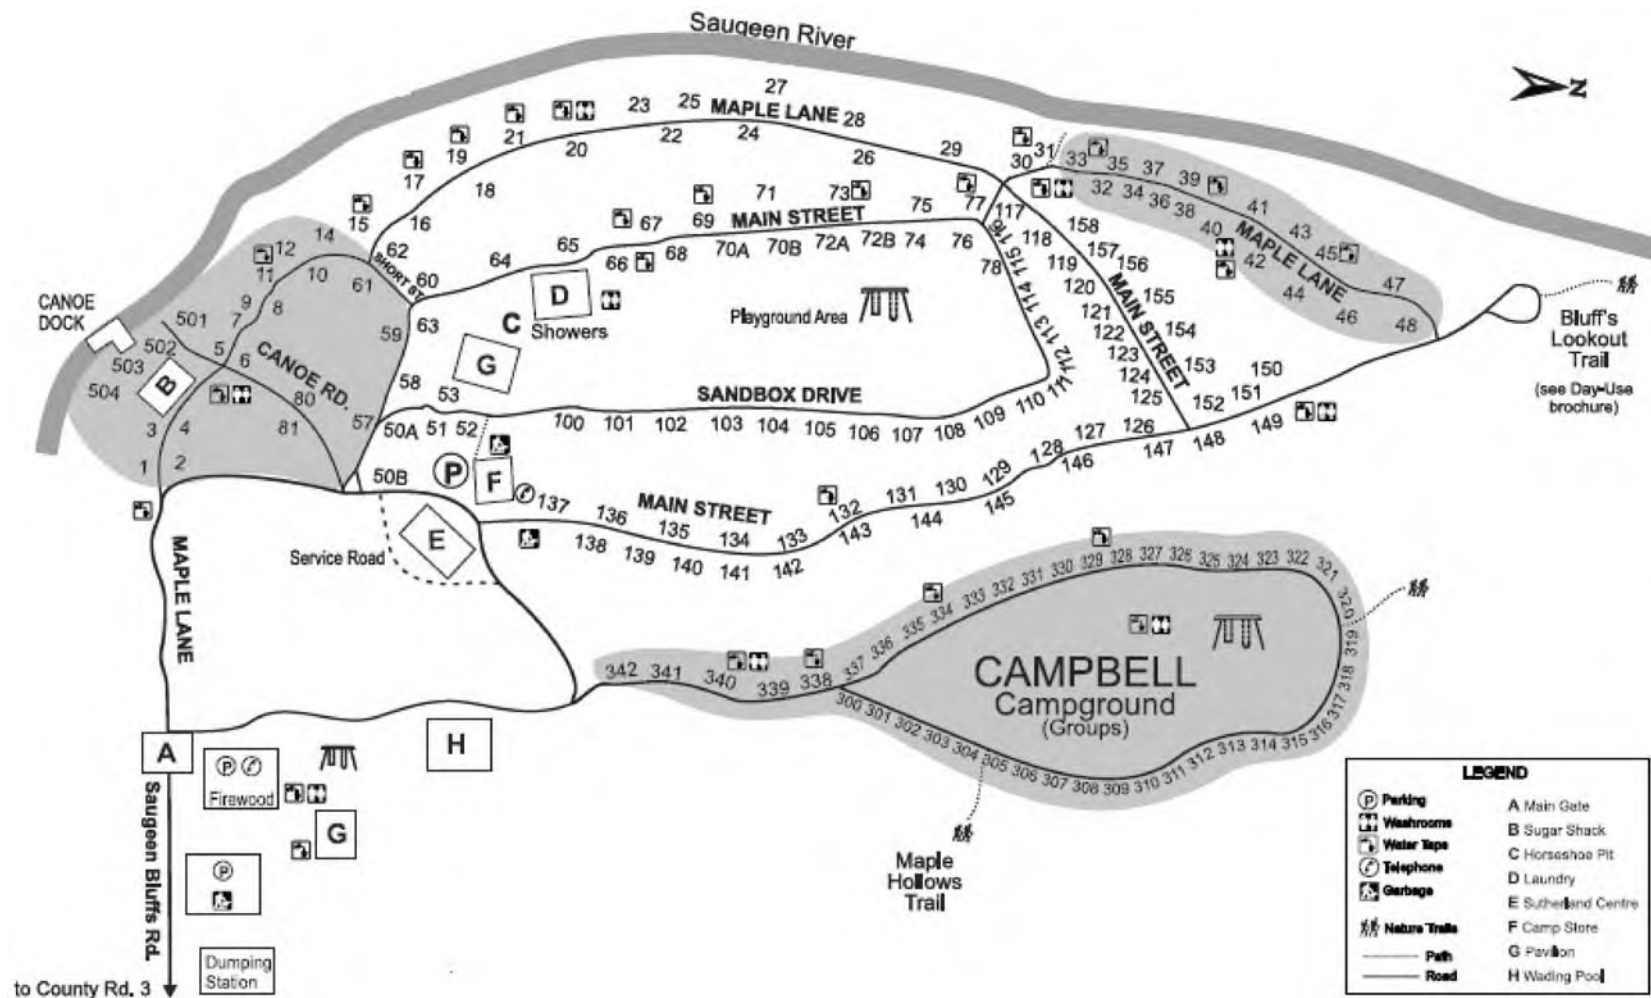 Saugeen River
N
27
23
25
MAPLE LANE
28
21
22
24
20
19
26
29
30
31
33
35
37
39
17
18
32
34
36
38
41
15
16
71
73
75
77
117
158
40
43
45
67
69
MAIN STREET
116
118
157
42
MAPLE LANE
47
14
12
62
65
68
70A
70B
72A
72B
74
76
115
119
156
44
46
48
11
10
61
SHORT ST.
60
64
66
78
114
120
155
MAIN STREET
CANOE
DOCK
501
9
8
7
59
63
D
C
Showers
Playground Area
113
121
122
154
Bluff's
Lookout
Trail
(see Day-Use
brochure)
502
5
6
CANOE RD.
G
112
123
153
150
503
504
B
80
58
53
SANDBOX DRIVE
111
110
109
124
125
152
151
3
4
81
57
50A
51
52
100
101
102
103
104
105
106
107
108
128
127
126
147
148
149
1
2
50B
P
F
129
146
137
136
135
MAIN STREET
134
133
132
131
130
145
144
143
E
138
139
140
141
142
Service Road
MAPLE LANE
342
341
340
339
338
337
336
335
334
333
332
331
330
329
328
327
326
325
324
323
322
321
320
319
318
317
316
315
314
313
312
311
310
309
308
307
306
305
304
303
302
301
300
CAMPBELL
Campground
(Groups)
A
H
P
Firewood
G
P
Saugeen Bluffs Rd.
Dumping
Station
to County Rd. 3
Maple
Hollows
Trail
LEGEND
P Parking
Washrooms
Water Taps
Telephone
Garbage
Nature Trails
Path
Road
A Main Gate
B Sugar Shack
C Horseshoe Pit
D Laundry
E Sutherland Centre
F Camp Store
G Pavilion
H Wading Pool